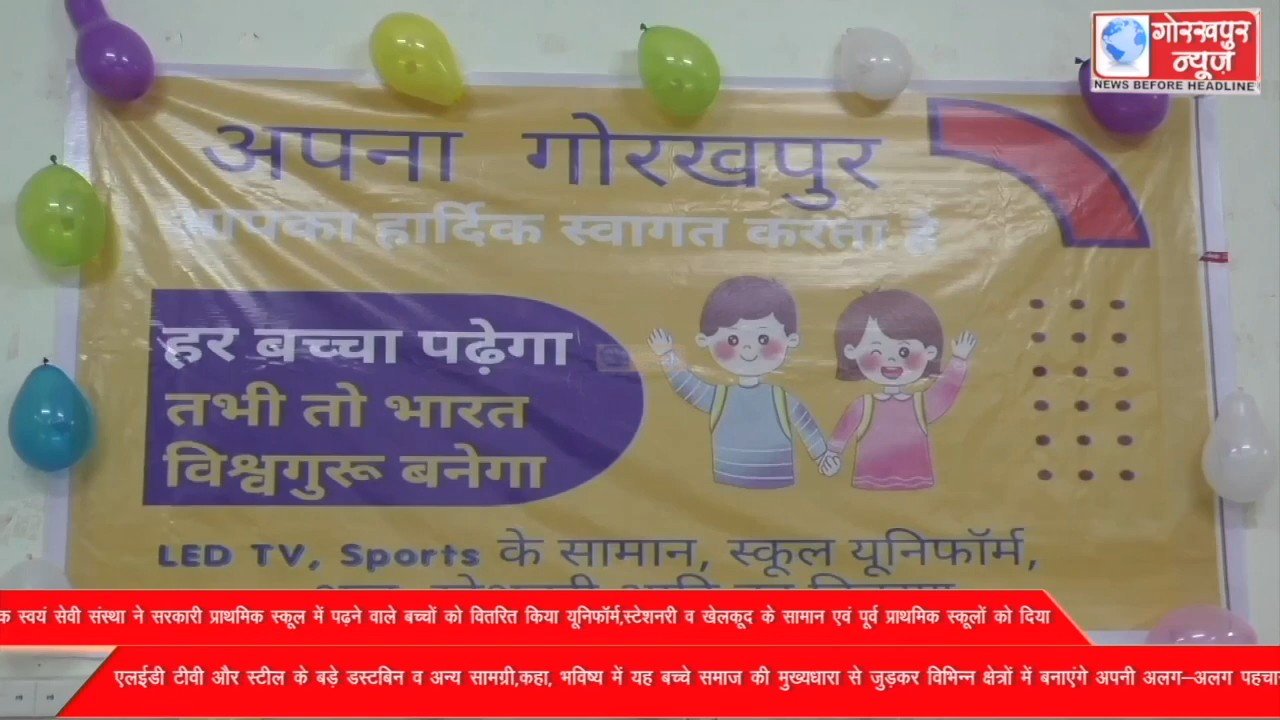 गोरखपुर
न्यूज़
NEWS BEFORE HEADLINE
अपना गोरखपुर
आपका हार्दिक स्वागत करता है
हर बच्चा पढ़ेगा
तभी तो भारत
विश्वगुरू बनेगा
LED TV, Sports के सामान, स्कूल यूनिफॉर्म,
स्वयं सेवी संस्था ने सरकारी प्राथमिक स्कूल में पढ़ने वाले बच्चों को वितरित किया यूनिफॉर्म,स्टेशनरी व खेलकूद के सामान एवं पूर्व प्राथमिक स्कूलों को दिया
एलईडी टीवी और स्टील के बड़े डस्टबिन व अन्य सामग्री,कहा, भविष्य में यह बच्चे समाज की मुख्यधारा से जुड़कर विभिन्न क्षेत्रों में बनाएंगे अपनी अलग–अलग पहचान